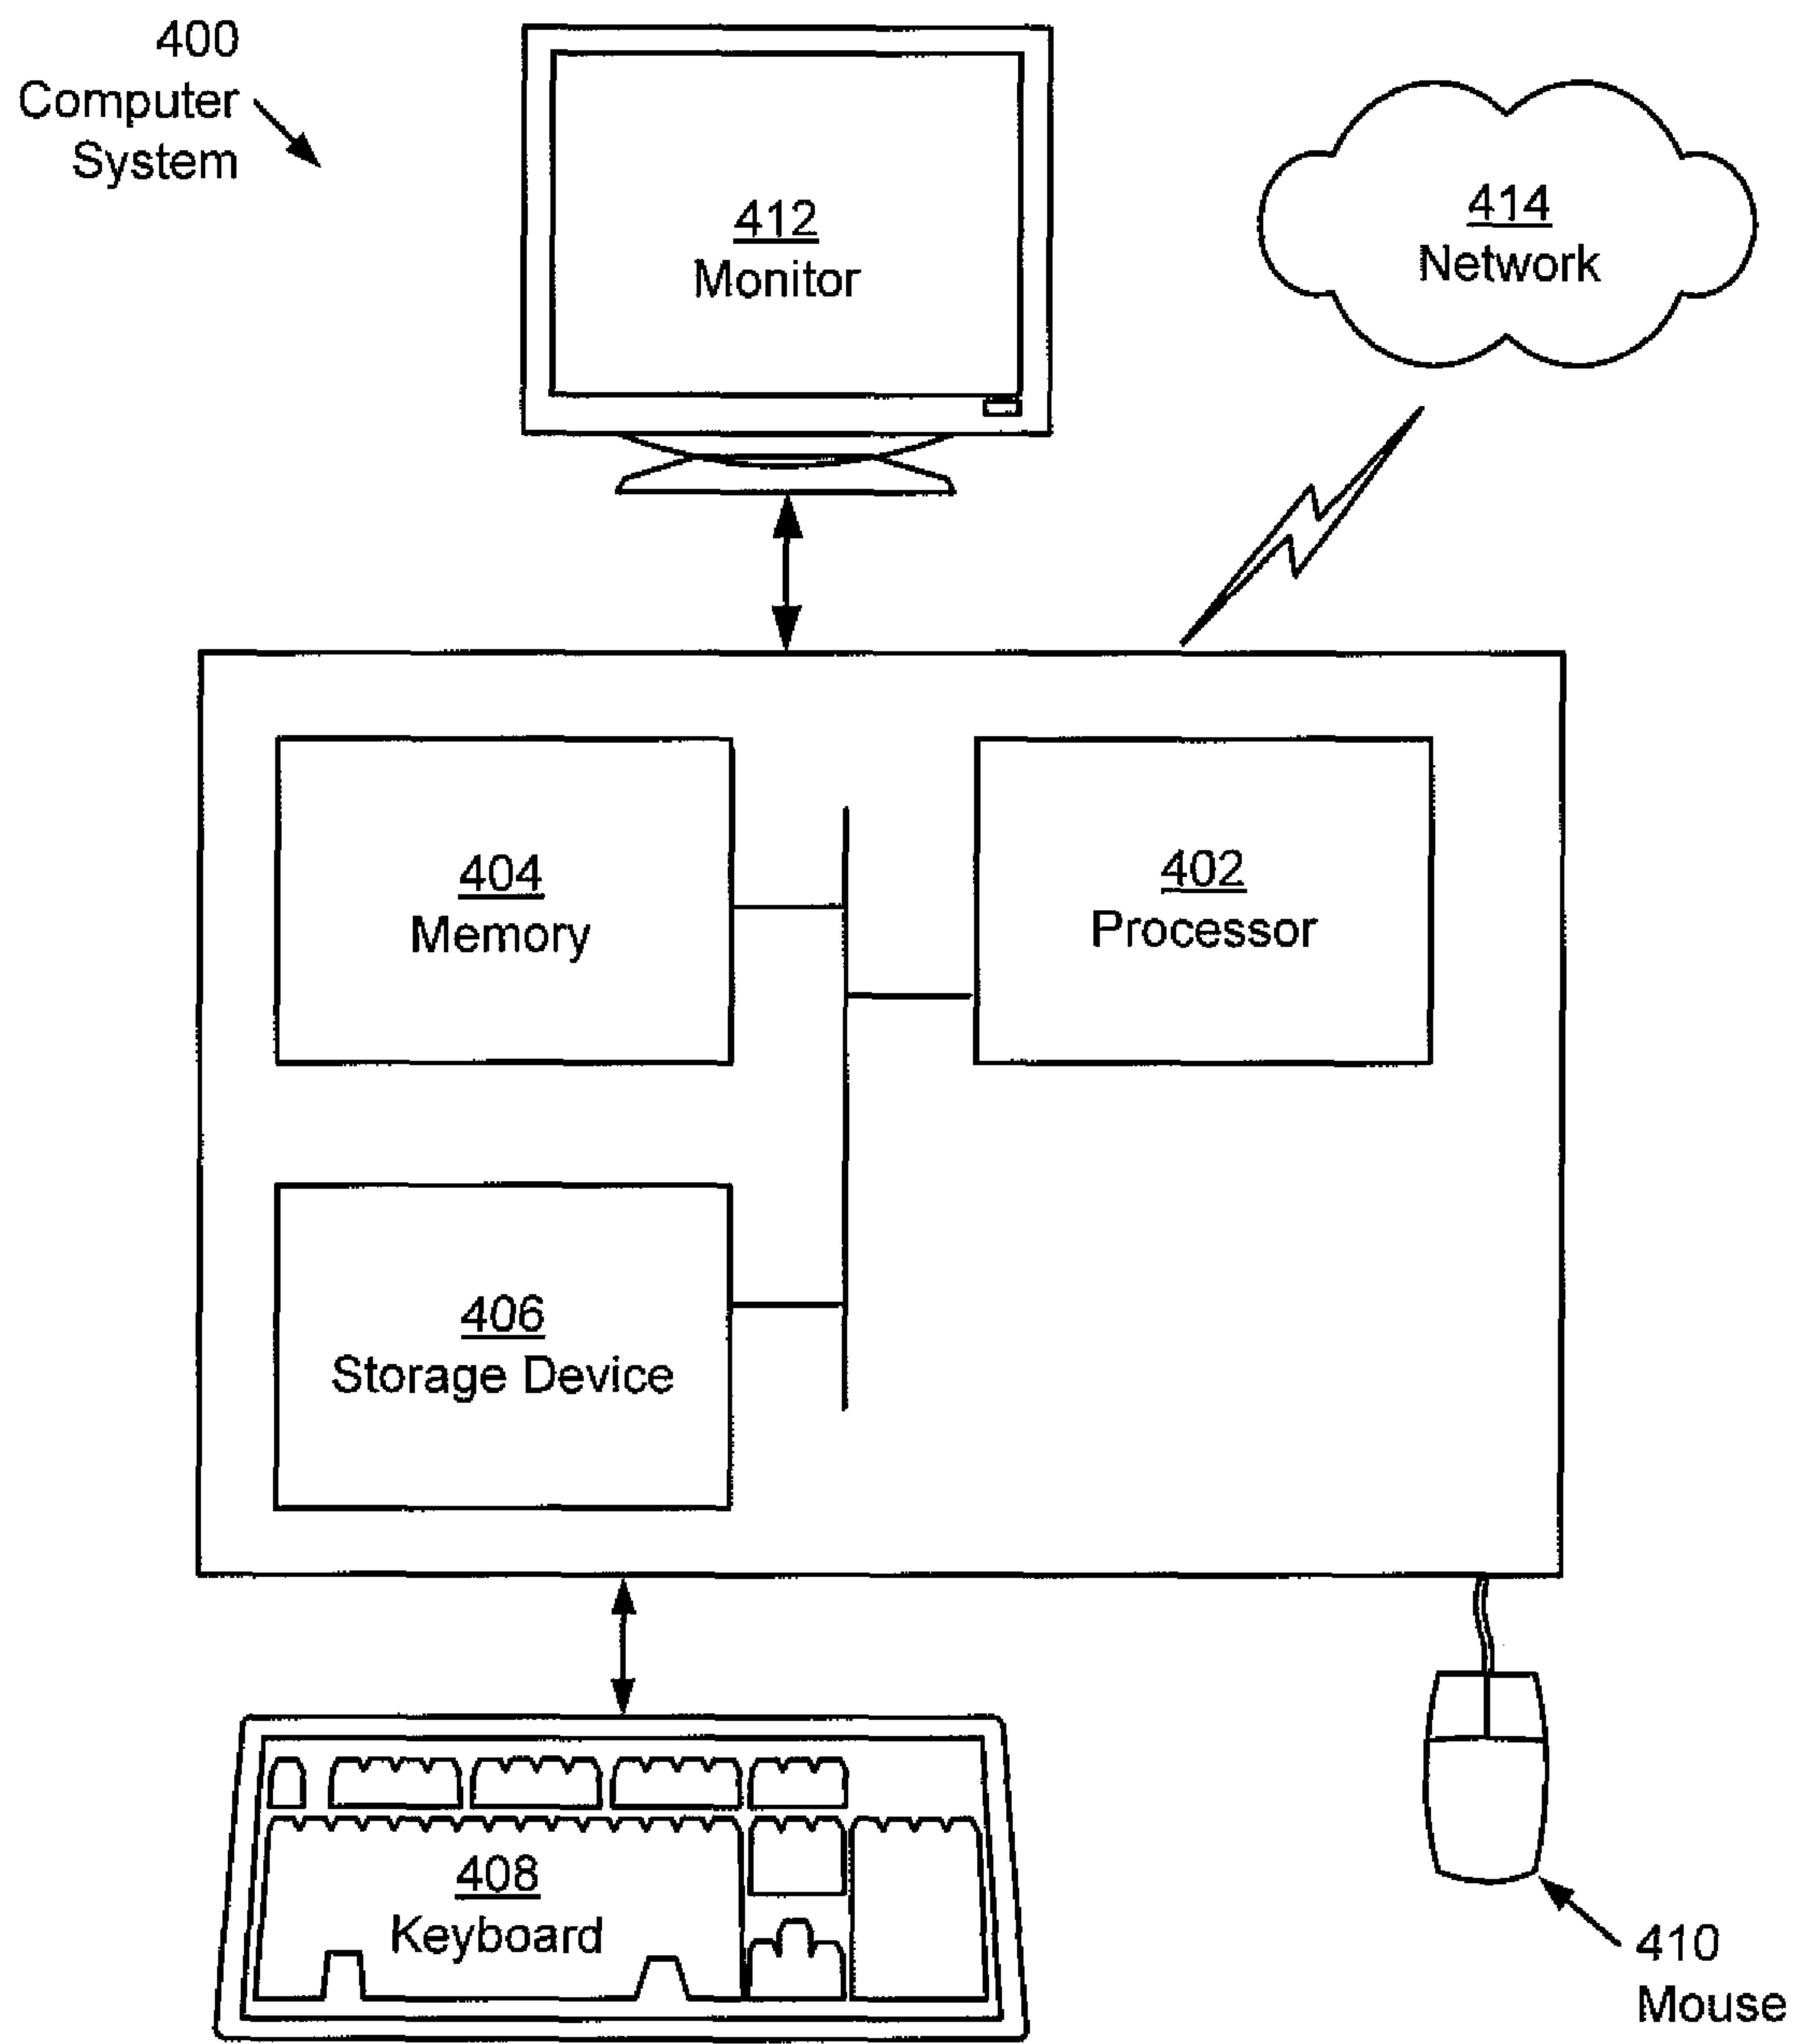 400
Computer
System
412
Monitor
414
Network
404
Memory
402
Processor
406
Storage Device
408
Keyboard
410
Mouse